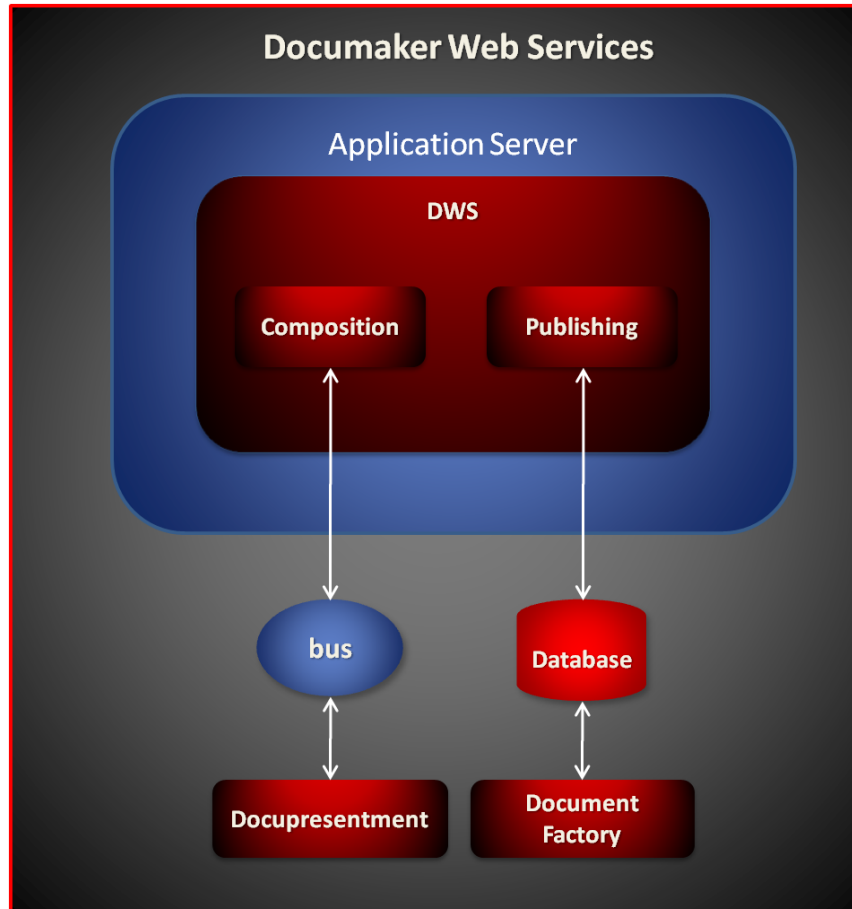 Documaker Web Services
Application Server
DWS
Composition
Publishing
bus
Database
Docupresentment
Document
Factory